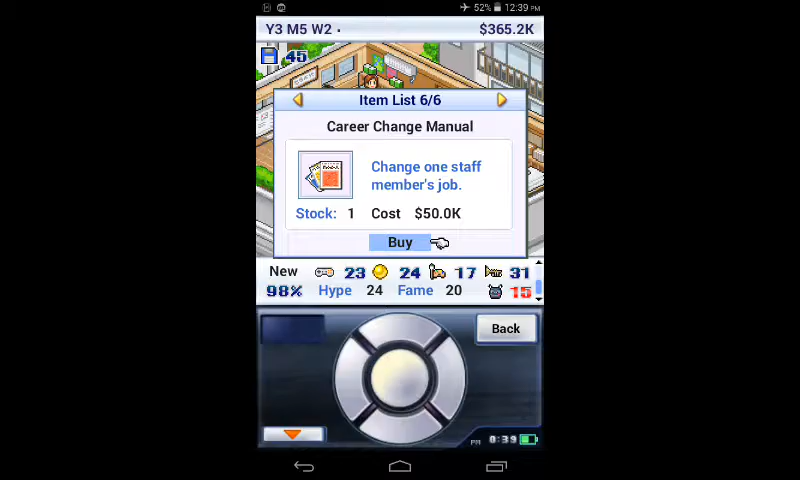 52% 12:39 PM
Y3 M5 W2 $365.2K
45
Item List 6/6
Career Change Manual
Change one staff
member's job.
Stock: 1 Cost $50.0K
Buy
New 23 24 17 31
98% Hype 24 Fame 20 15
Back
PM 0:39